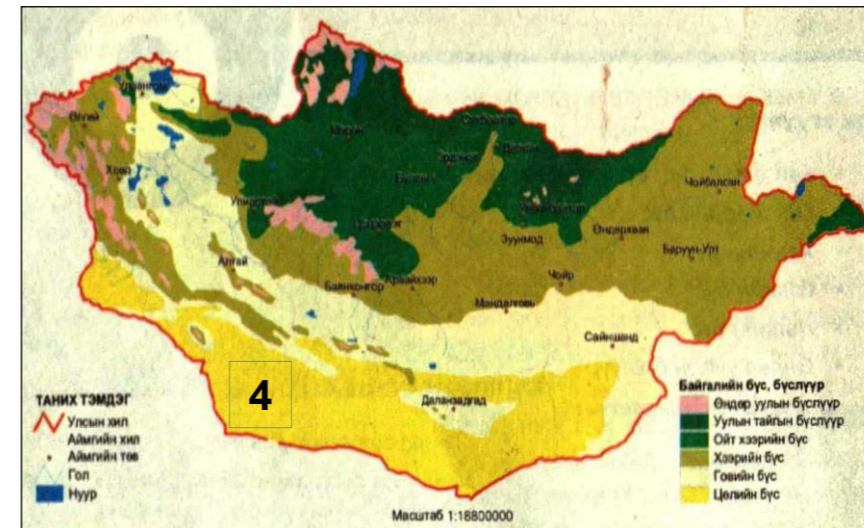 Улаангом
Өлгий
Ховд
Мөрөн
Сүхбаатар
Дархан
Эрдэнэт
Булган
Улиастай
Цэцэрлэг
Улаанбаатар
Зуунмод
Өндөрхаан
Чойбалсан
Баруун-Урт
Алтай
Баянхонгор
Арвайхээр
Чойр
Мандалговь
Сайншанд
Даланзадгад
4
ТАНИХ ТЭМДЭГ
Улсын хил
Аймгийн хил
Аймгийн төв
Гол
Нуур
Байгалийн бүс, бүслүүр
Өндөр уулын бүслүүр
Уулын тайгын бүслүүр
Ойт хээрийн бүс
Хээрийн бүс
Говийн бүс
Цөлийн бүс
Масштаб 1:18800000